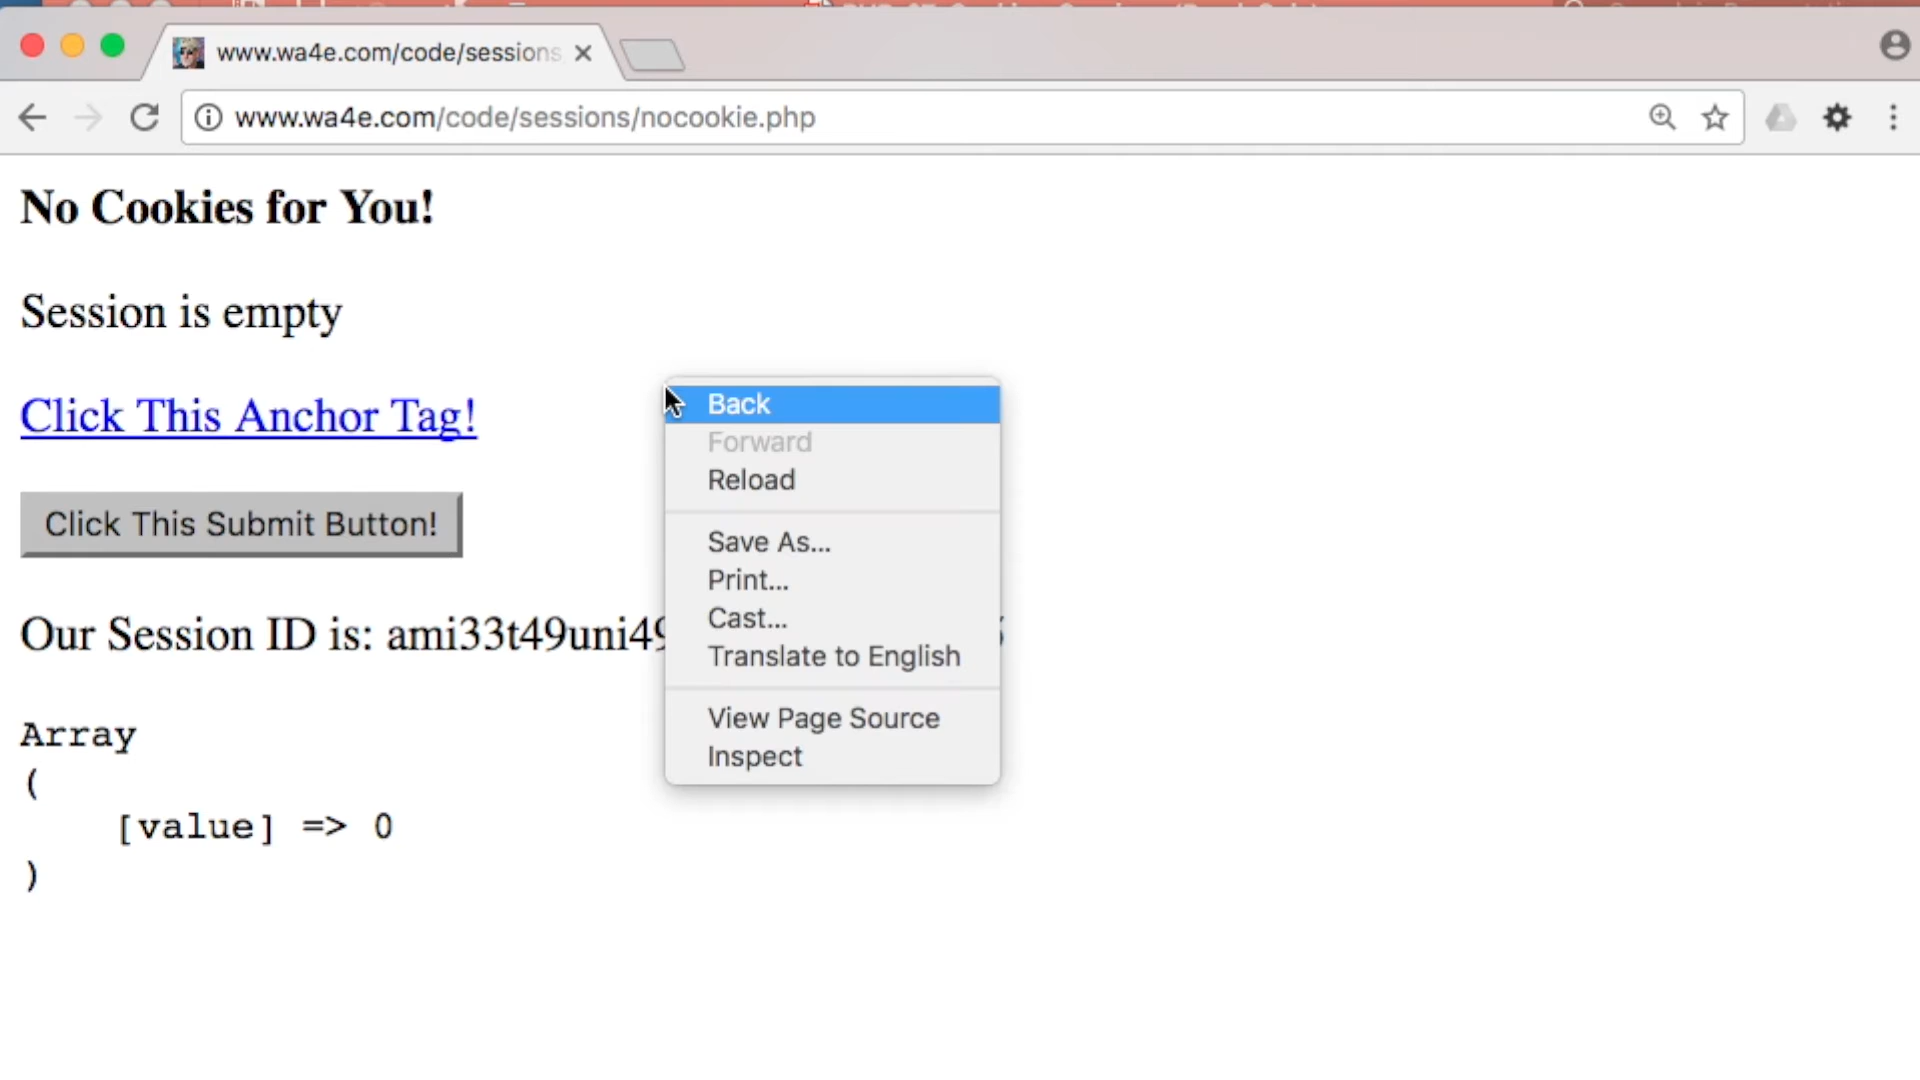 www.wa4e.com/code/sessions
www.wa4e.com/code/sessions/nocookie.php
No Cookies for You!
Session is empty
Click This Anchor Tag!
Click This Submit Button!
Our Session ID is: ami33t49uni49
Array
(
[value] => 0
)
Back
Forward
Reload
Save As...
Print...
Cast...
Translate to English
View Page Source
Inspect